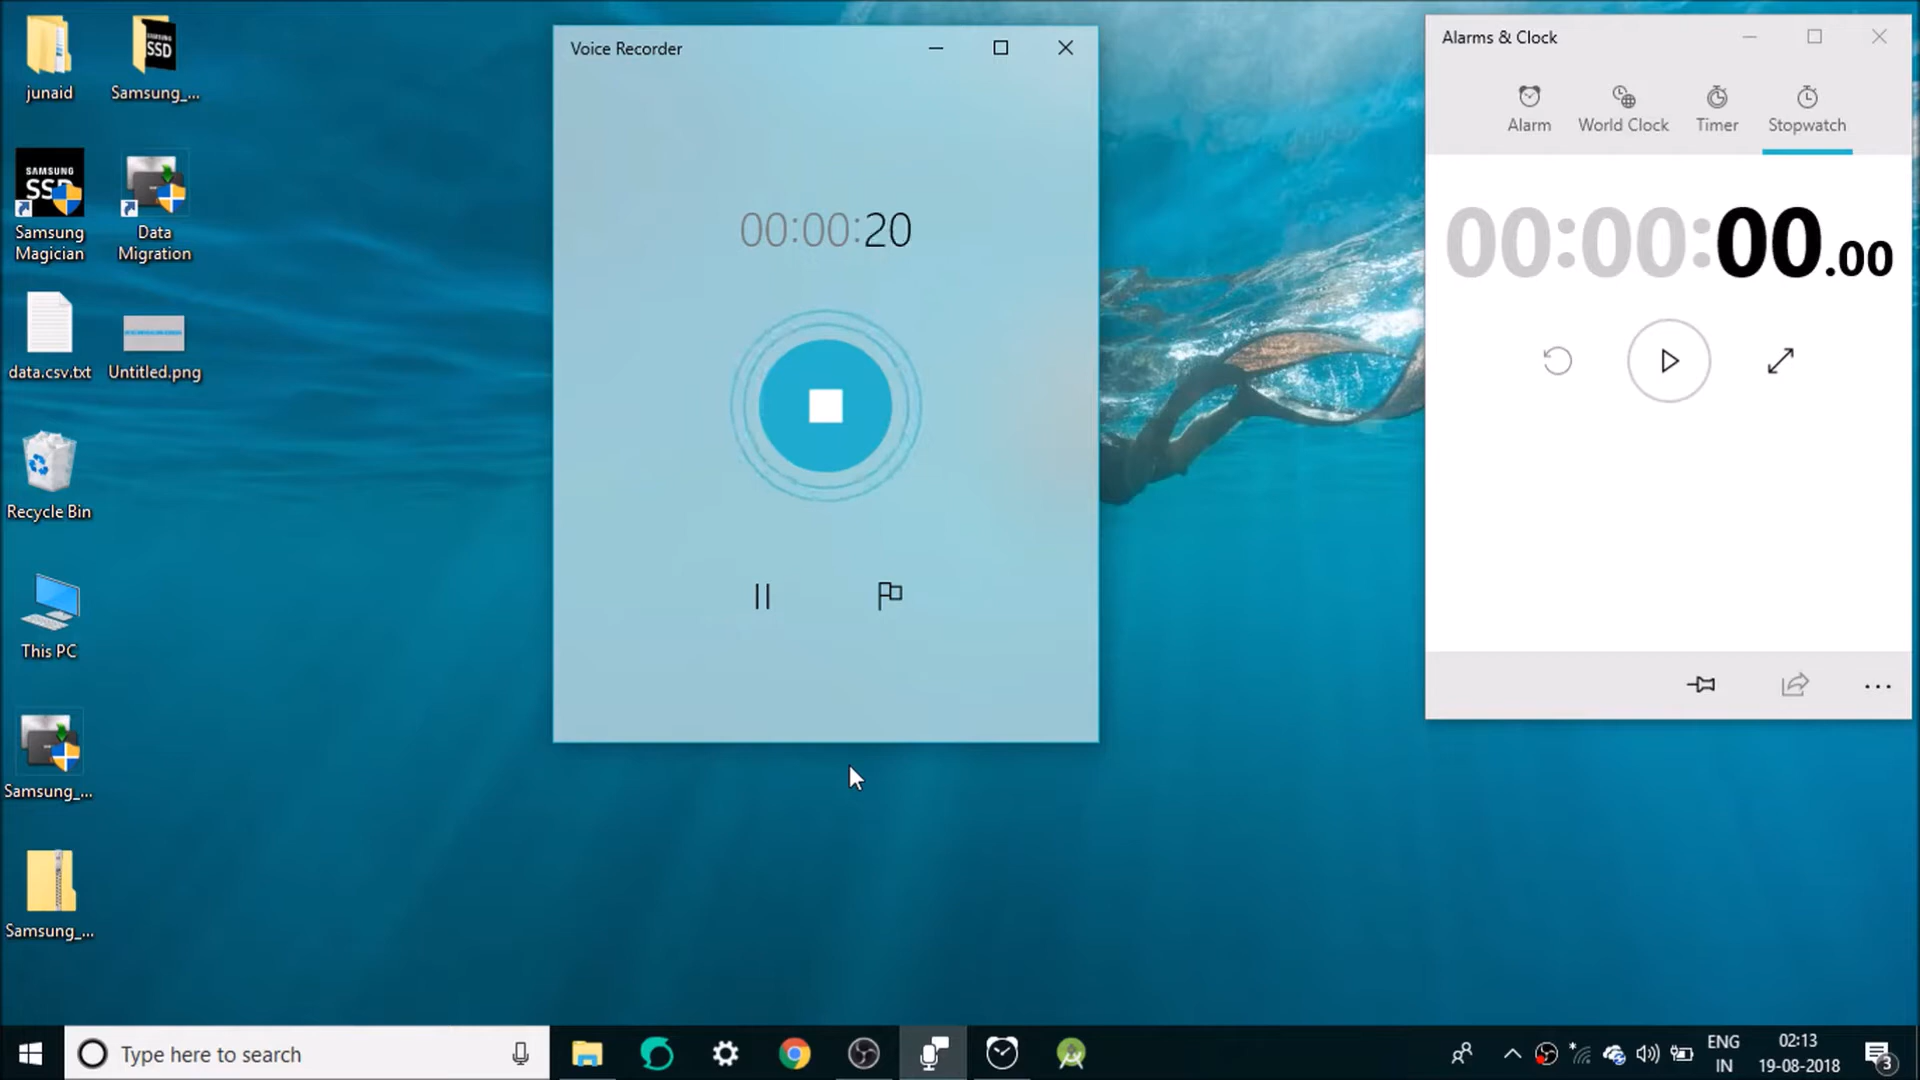 junaid
Samsung_...
SAMSUNG
SSD
SAMSUNG
SSD
Samsung
Magician
Data
Migration
data.csv.txt
Untitled.png
Recycle Bin
This PC
Samsung_...
Samsung_...
Voice Recorder
00:00:20
Alarms & Clock
Alarm
World Clock
Timer
Stopwatch
00:00:00.00
Type here to search
ENG
IN
02:13
19-08-2018
3